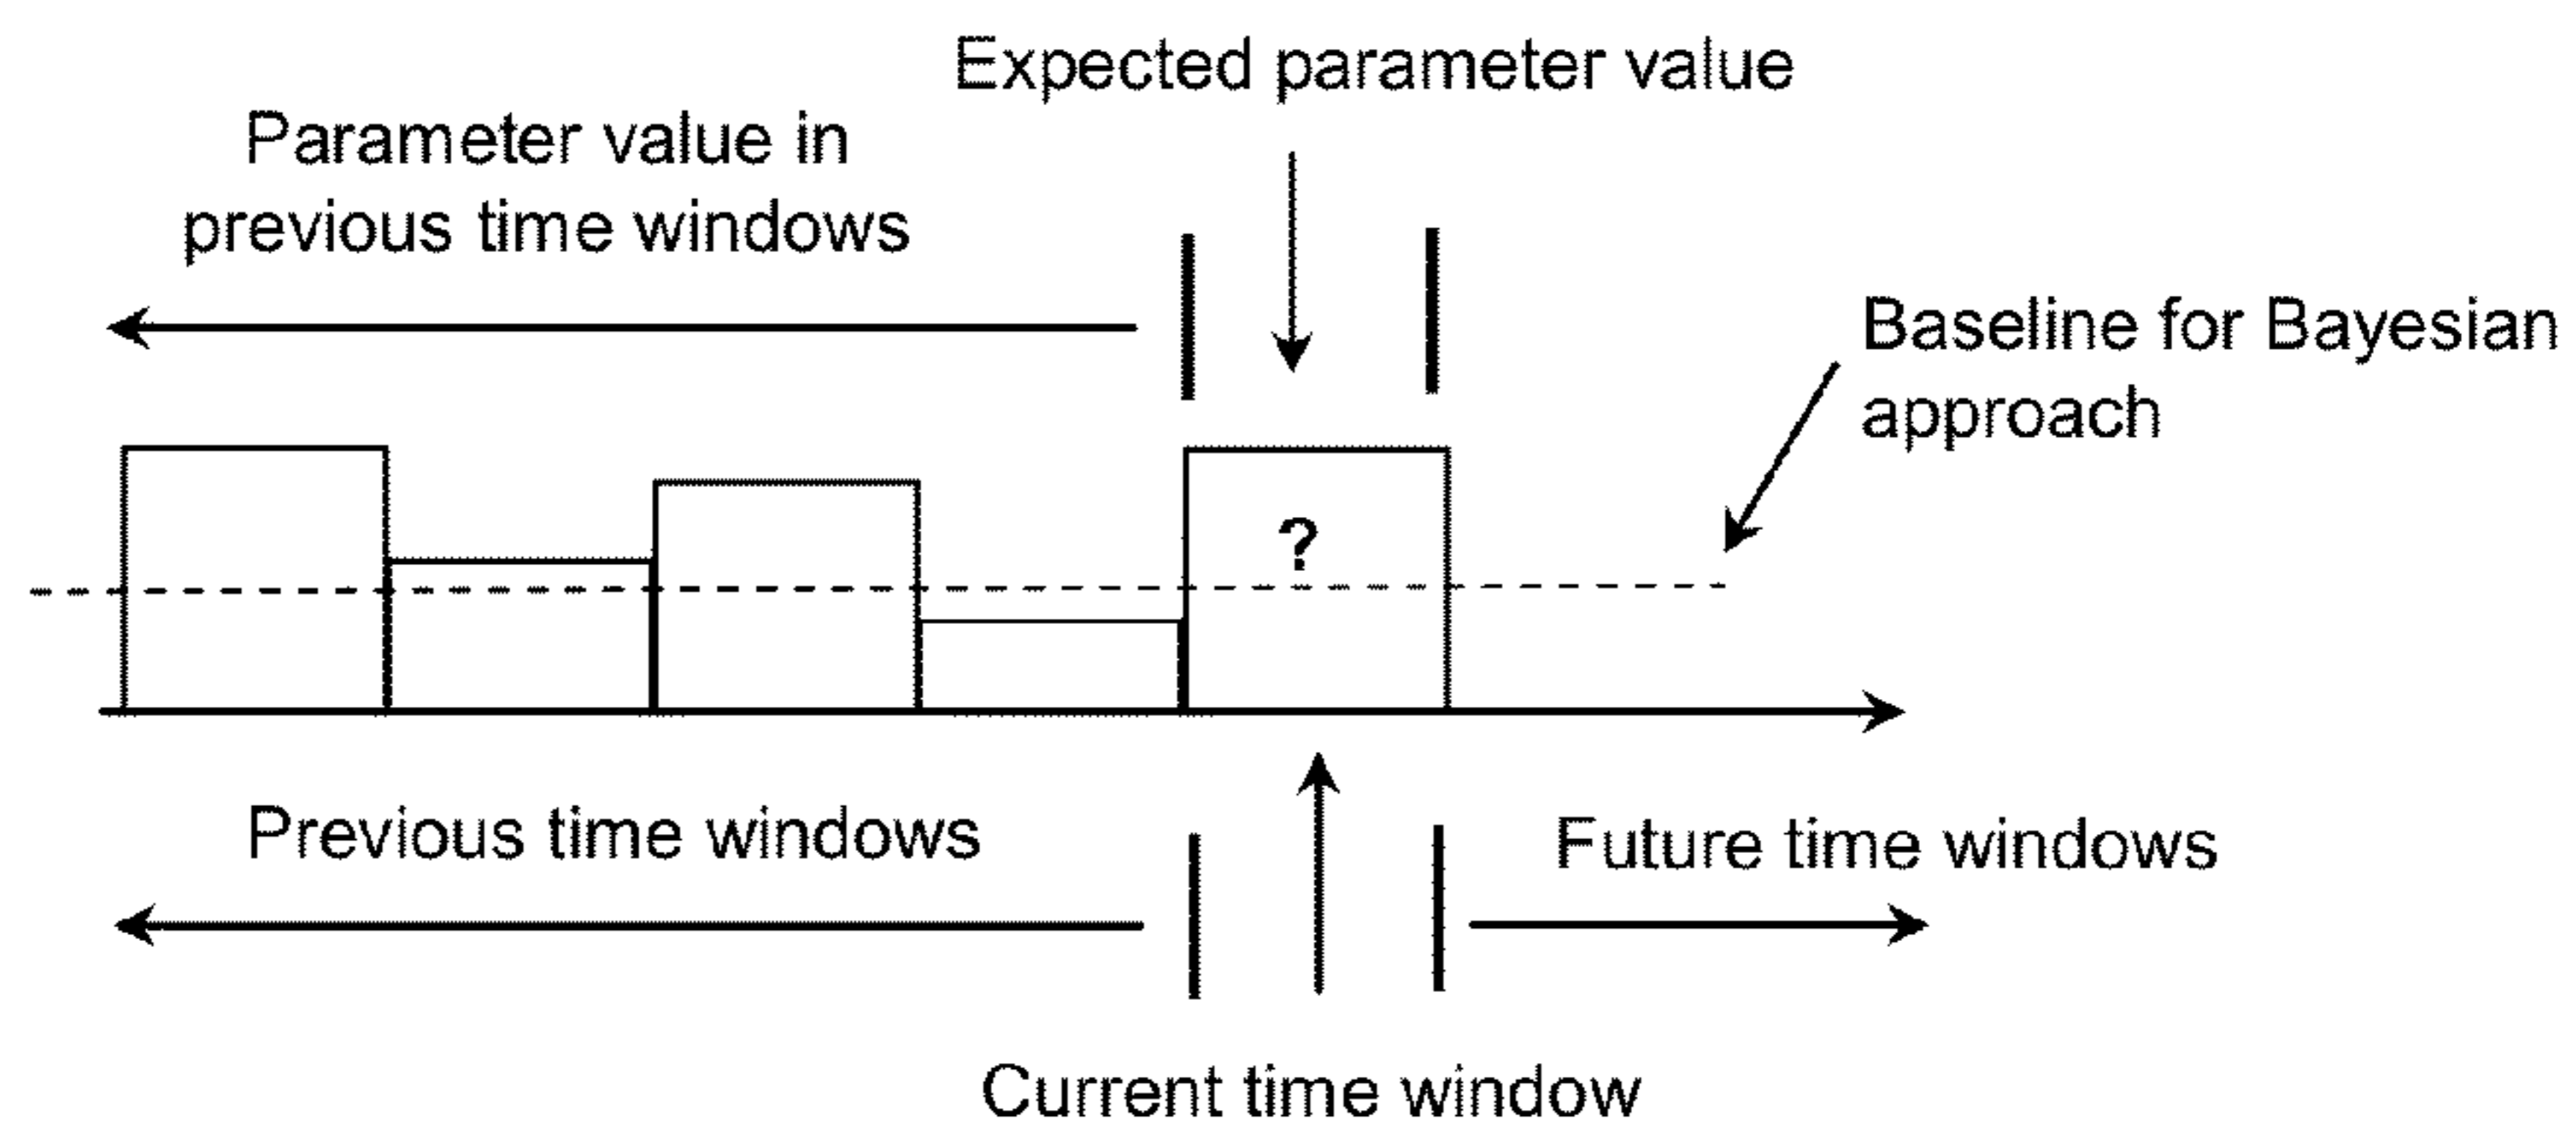 Expected parameter value
Parameter value in
previous time windows
Baseline for Bayesian
approach
?
Previous time windows
Future time windows
Current time window